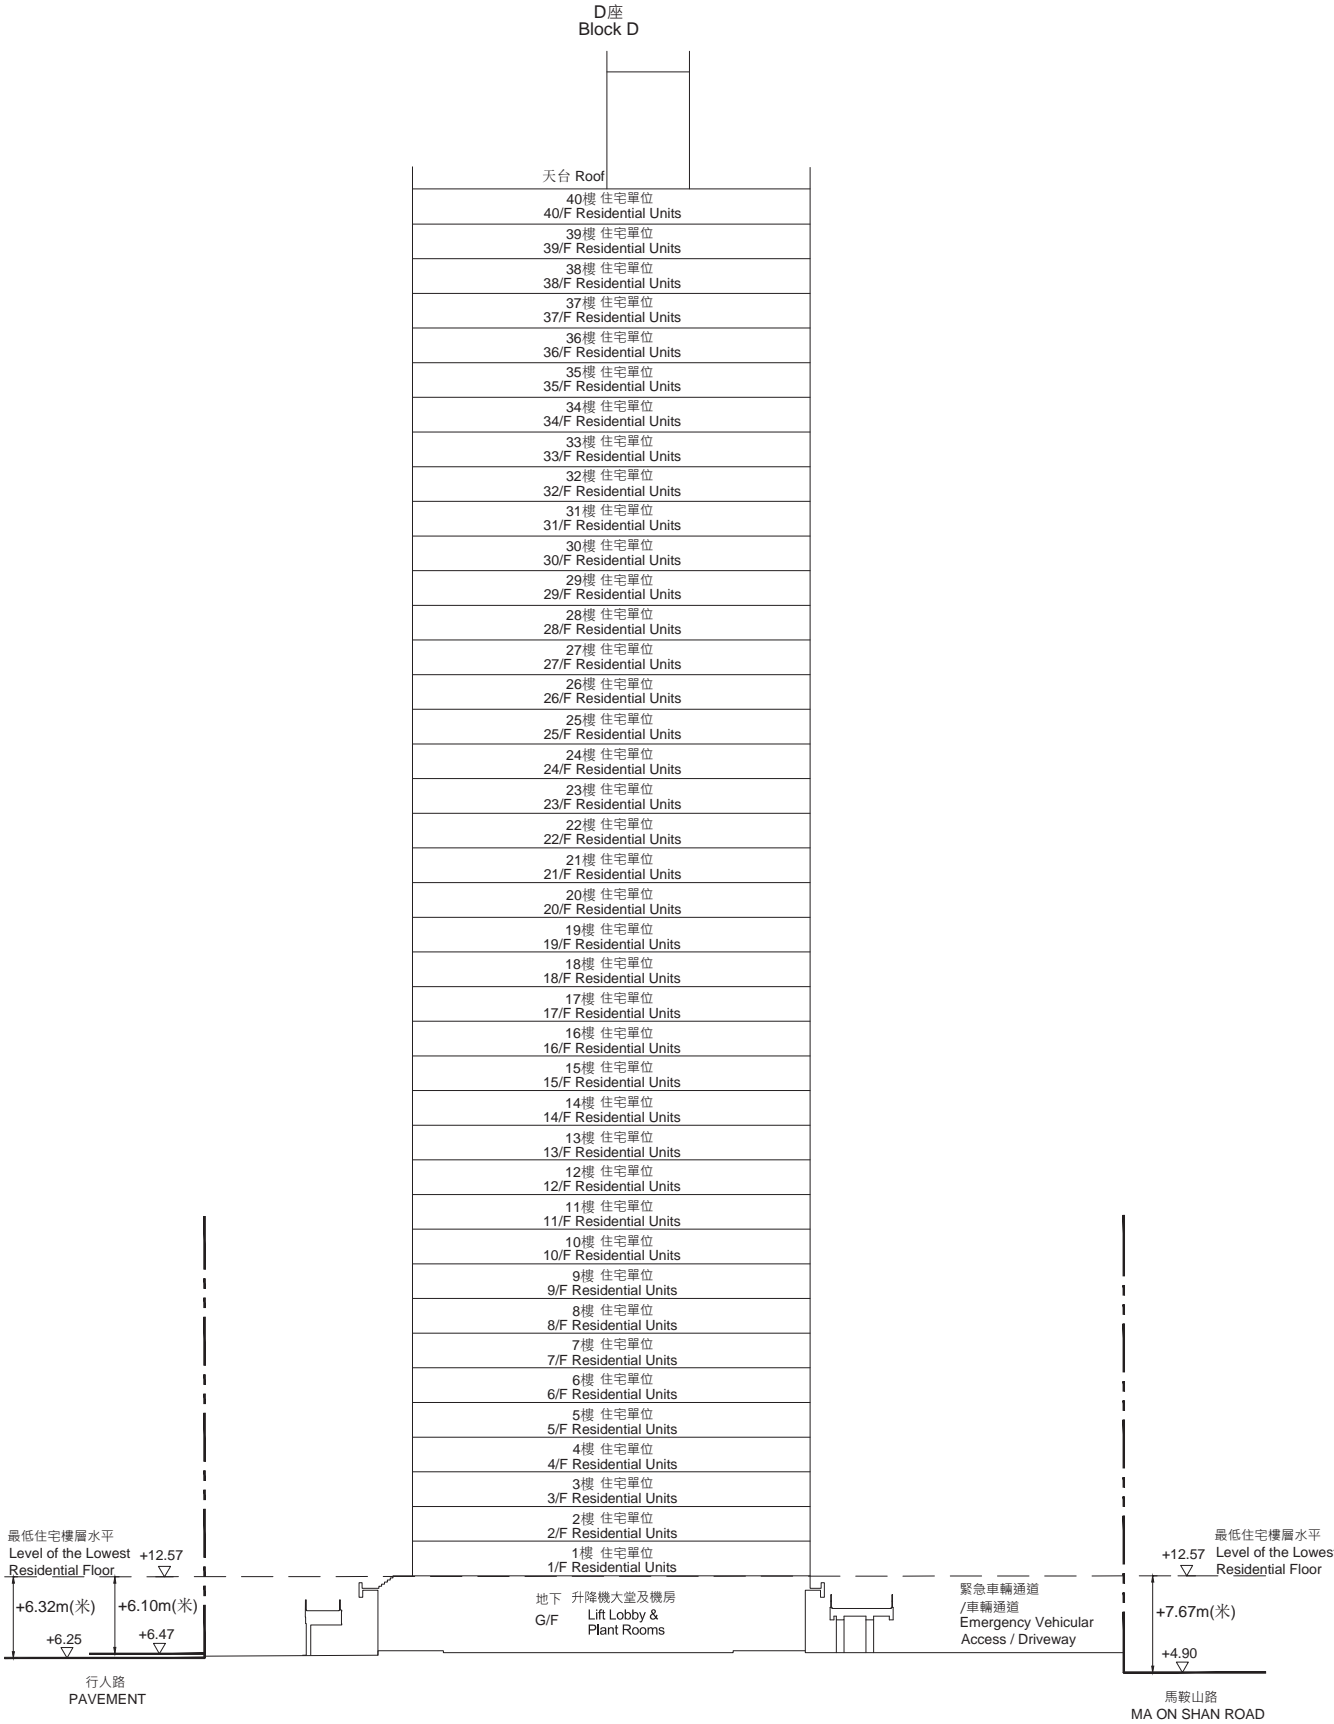 D座
Block D
天台 Roof
40樓 住宅單位
40/F Residential Units
39樓 住宅單位
39/F Residential Units
38樓 住宅單位
38/F Residential Units
37樓 住宅單位
37/F Residential Units
36樓 住宅單位
36/F Residential Units
35樓 住宅單位
35/F Residential Units
34樓 住宅單位
34/F Residential Units
33樓 住宅單位
33/F Residential Units
32樓 住宅單位
32/F Residential Units
31樓 住宅單位
31/F Residential Units
30樓 住宅單位
30/F Residential Units
29樓 住宅單位
29/F Residential Units
28樓 住宅單位
28/F Residential Units
27樓 住宅單位
27/F Residential Units
26樓 住宅單位
26/F Residential Units
25樓 住宅單位
25/F Residential Units
24樓 住宅單位
24/F Residential Units
23樓 住宅單位
23/F Residential Units
22樓 住宅單位
22/F Residential Units
21樓 住宅單位
21/F Residential Units
20樓 住宅單位
20/F Residential Units
19樓 住宅單位
19/F Residential Units
18樓 住宅單位
18/F Residential Units
17樓 住宅單位
17/F Residential Units
16樓 住宅單位
16/F Residential Units
15樓 住宅單位
15/F Residential Units
14樓 住宅單位
14/F Residential Units
13樓 住宅單位
13/F Residential Units
12樓 住宅單位
12/F Residential Units
11樓 住宅單位
11/F Residential Units
10樓 住宅單位
10/F Residential Units
9樓 住宅單位
9/F Residential Units
8樓 住宅單位
8/F Residential Units
7樓 住宅單位
7/F Residential Units
6樓 住宅單位
6/F Residential Units
5樓 住宅單位
5/F Residential Units
4樓 住宅單位
4/F Residential Units
3樓 住宅單位
3/F Residential Units
2樓 住宅單位
2/F Residential Units
1樓 住宅單位
1/F Residential Units
最低住宅樓層水平
Level of the Lowest
Residential Floor
+12.57
+6.32m(米)
+6.10m(米)
+6.25
+6.47
行人路
PAVEMENT
地下 升降機大堂及機房
G/F Lift Lobby &
Plant Rooms
緊急車輛通道
/車輛通道
Emergency Vehicular
Access / Driveway
最低住宅樓層水平
+12.57 Level of the Lowes
Residential Floor
+7.67m(米)
+4.90
馬鞍山路
MA ON SHAN ROAD